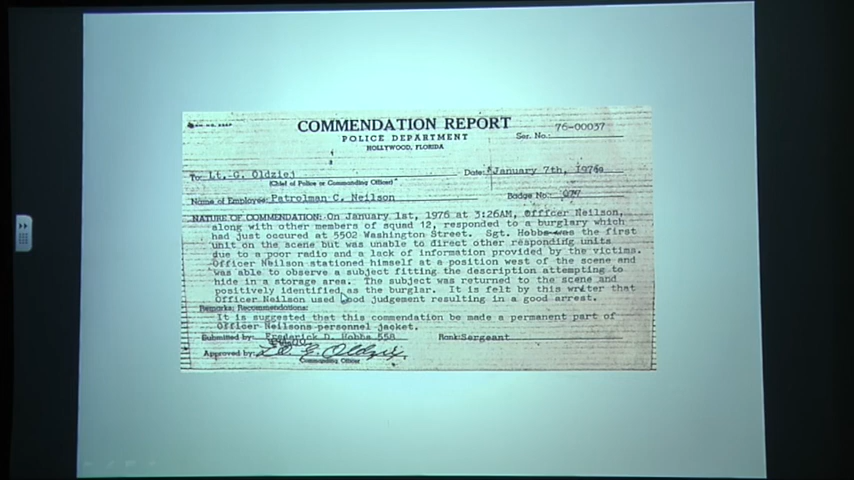 COMMENDATION REPORT
POLICE DEPARTMENT
HOLLYWOOD, FLORIDA
Ser. No. 76-00037
To: Lt. G. Oldziej Date: January 7th, 1976
(Chief of Police or Commanding Officer)
Name of Employee: Patrolman C. Neilson Badge No.
NATURE OF COMMENDATION: On January 1st, 1976 at 3:26AM, Officer Neilson,
along with other members of squad 12, responded to a burglary which
had just occured at 5502 Washington Street. Sgt. Hobbs was the first
unit on the scene but was unable to direct other responding units
due to a poor radio and a lack of information provided by the victims.
Officer Neilson stationed himself at a position west of the scene and
was able to observe a subject fitting the description attempting to
hide in a storage area. The subject was returned to the scene and
positively identified as the burglar. It is felt by this writer that
Officer Neilson used good judgement resulting in a good arrest.
Remarks: Recommendations:
It is suggested that this commendation be made a permanent part of
Officer Neilsons personnel jacket.
Submitted by: Frederick D. Hobbs 558 Rank: Sergeant
Approved by: Lt G. Oldziej
Commanding Officer